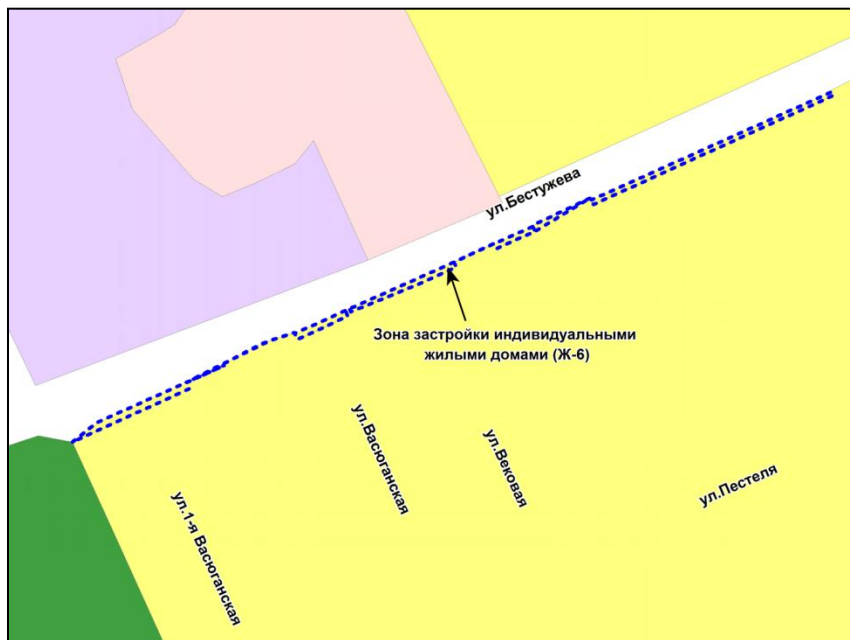 ул.Бестужева
Зона застройки индивидуальными
жилыми домами (Ж-6)
ул.Васюганская
ул.Вековая
ул.Пестеля
ул.1-я Васюганская